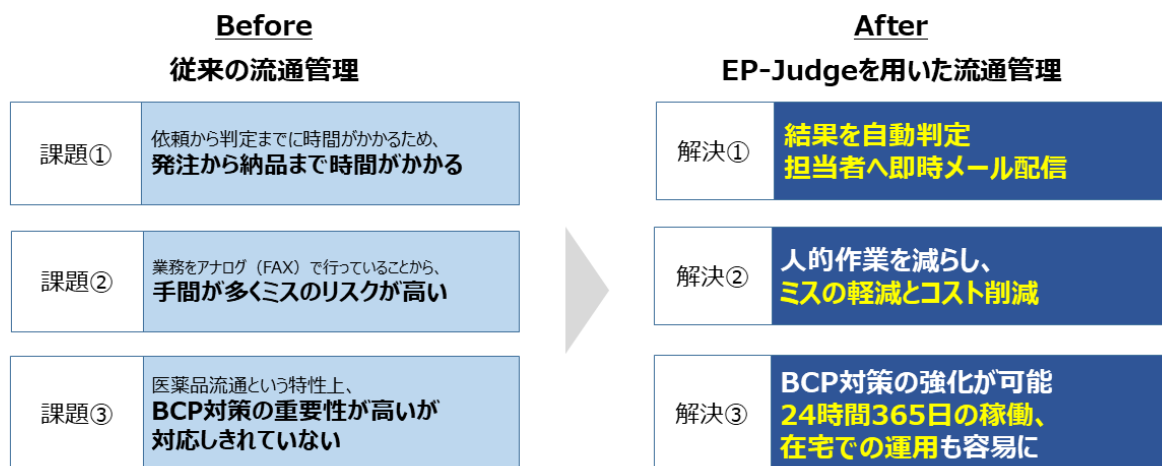 Before
従来の流通管理
課題①
依頼から判定までに時間がかかるため、
発注から納品まで時間がかかる
課題②
業務をアナログ（FAX）で行っていることから、
手間が多くミスのリスクが高い
課題③
医薬品流通という特性上、
BCP対策の重要性が高いが
対応しきれていない
After
EP-Judgeを用いた流通管理
解決①
結果を自動判定
担当者へ即時メール配信
解決②
人的作業を減らし、
ミスの軽減とコスト削減
解決③
BCP対策の強化が可能
24時間365日の稼働、
在宅での運用も容易に